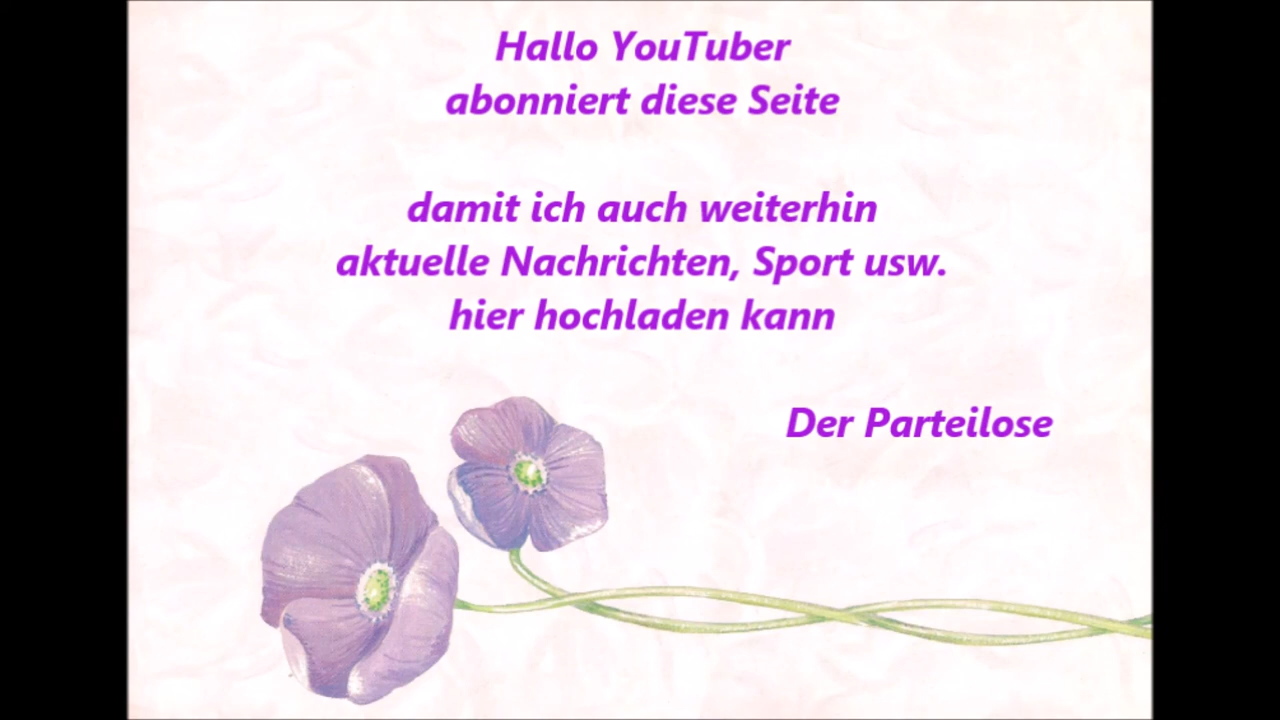 Hallo YouTuber
abonniert diese Seite
damit ich auch weiterhin
aktuelle Nachrichten, Sport usw.
hier hochladen kann
Der Parteilose